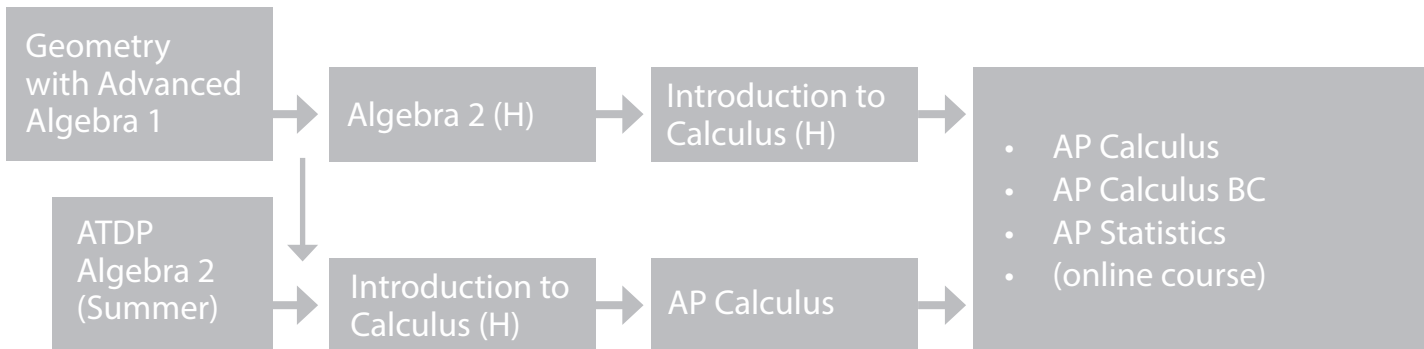 Geometry
with Advanced
Algebra 1
Algebra 2 (H)
Introduction to
Calculus (H)
ATDP
Algebra 2
(Summer)
Introduction to
Calculus (H)
AP Calculus
• AP Calculus
• AP Calculus BC
• AP Statistics
• (online course)